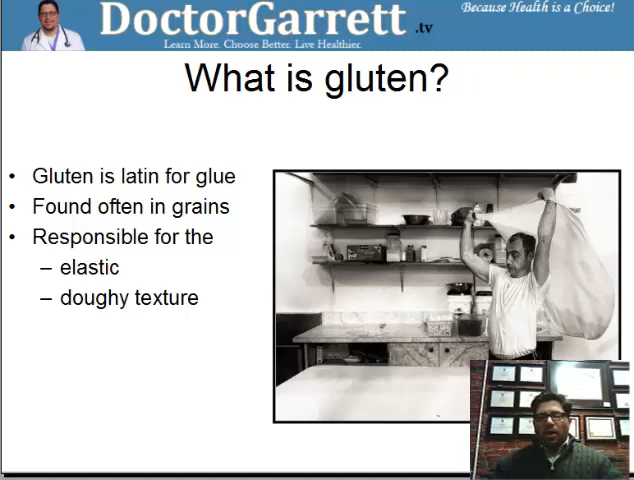 DoctorGarrett.tv
Because Health is a Choice!
Learn More. Choose Better. Live Healthier.
What is gluten?
• Gluten is latin for glue
• Found often in grains
• Responsible for the
– elastic
– doughy texture